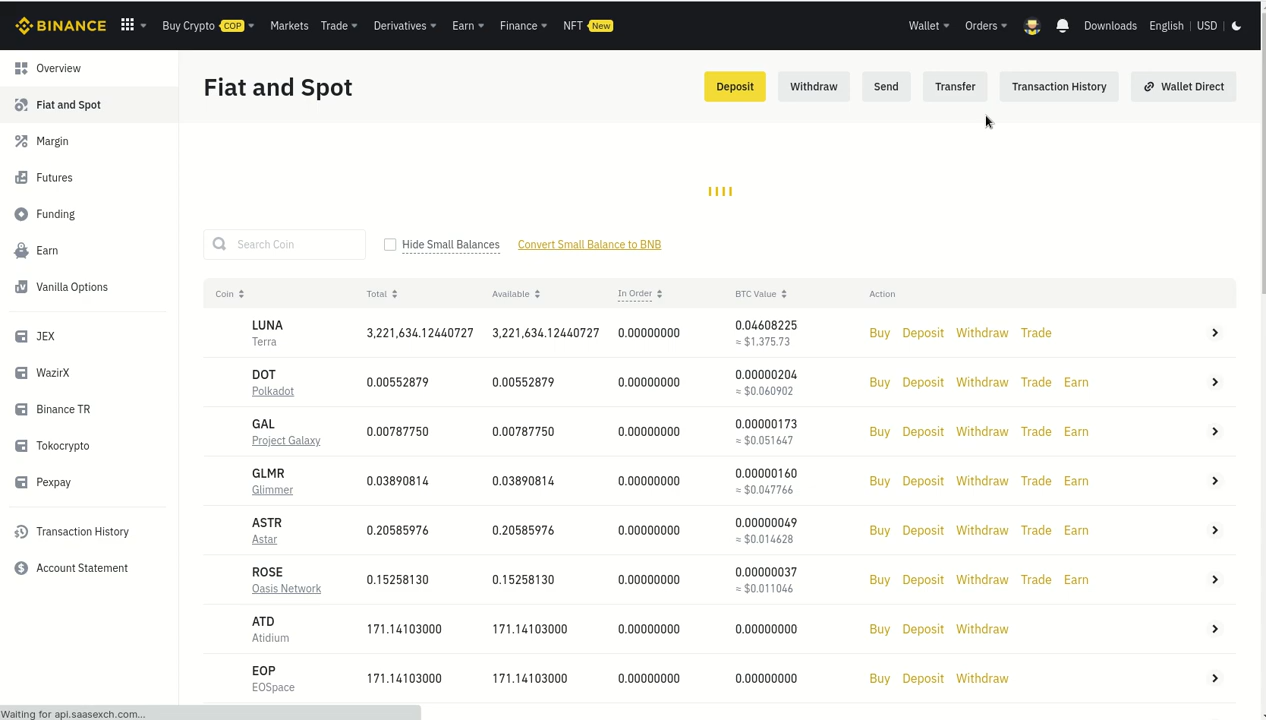 BINANCE Buy Crypto COP Markets Trade Derivatives Earn Finance NFT New Wallet Orders Downloads English | USD |
Overview
Fiat and Spot
Margin
Futures
Funding
Earn
Vanilla Options
JEX
WazirX
Binance TR
Tokocrypto
Pexpay
Transaction History
Account Statement
Fiat and Spot
Deposit Withdraw Send Transfer Transaction History Wallet Direct
Search Coin Hide Small Balances Convert Small Balance to BNB
Coin Total Available In Order BTC Value Action
LUNA 3,221,634.12440727 3,221,634.12440727 0.00000000 0.04608225 Buy Deposit Withdraw Trade
Terra ≈ $1,375.73
DOT 0.00552879 0.00552879 0.00000000 0.00000204 Buy Deposit Withdraw Trade Earn
Polkadot ≈ $0.060902
GAL 0.00787750 0.00787750 0.00000000 0.00000173 Buy Deposit Withdraw Trade Earn
Project Galaxy ≈ $0.051647
GLMR 0.03890814 0.03890814 0.00000000 0.00000160 Buy Deposit Withdraw Trade Earn
Glimmer ≈ $0.047766
ASTR 0.20585976 0.20585976 0.00000000 0.00000049 Buy Deposit Withdraw Trade Earn
Astar ≈ $0.014628
ROSE 0.15258130 0.15258130 0.00000000 0.00000037 Buy Deposit Withdraw Trade Earn
Oasis Network ≈ $0.011046
ATD 171.14103000 171.14103000 0.00000000 0.00000000 Buy Deposit Withdraw
Atidium
EOP 171.14103000 171.14103000 0.00000000 0.00000000 Buy Deposit Withdraw
EOSpace
Waiting for api.saasexch.com...